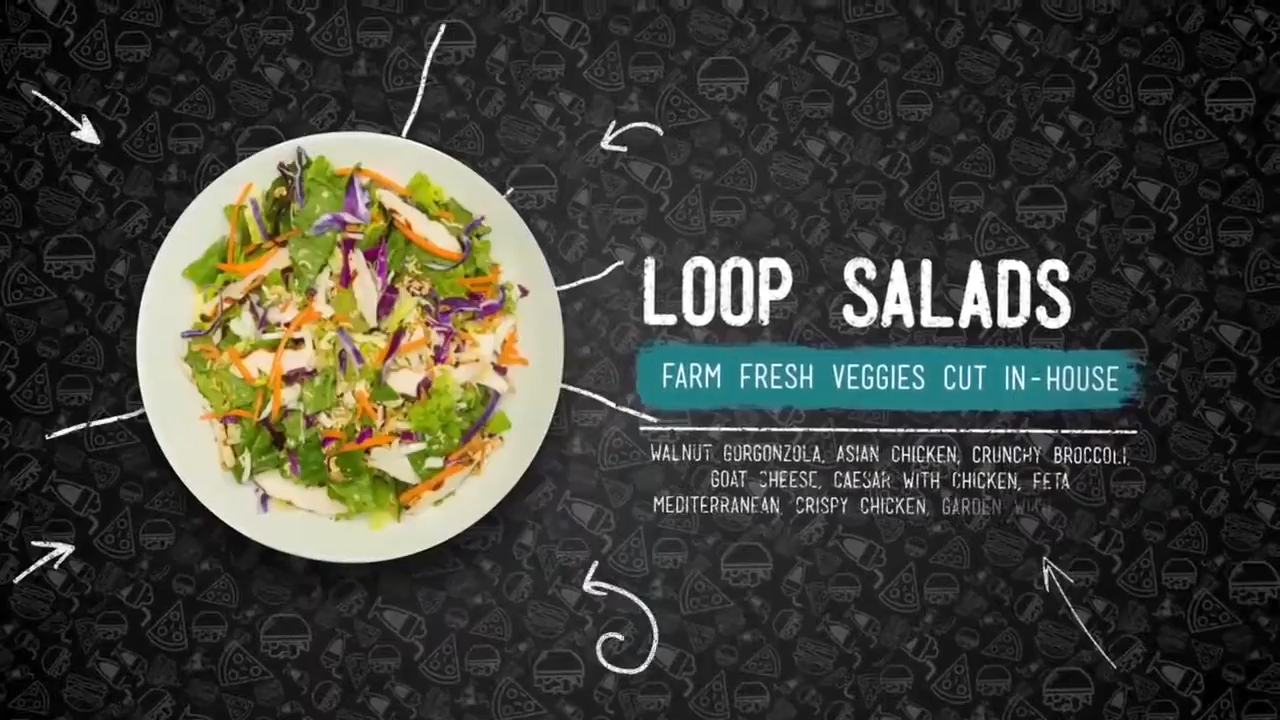 LOOP SALADS
FARM FRESH VEGGIES CUT IN-HOUSE
WALNUT GORGONZOLA, ASIAN CHICKEN, CRUNCHY BROCCOLI,
GOAT CHEESE, CAESAR WITH CHICKEN, FETA
MEDITERRANEAN, CRISPY CHICKEN, GARDEN